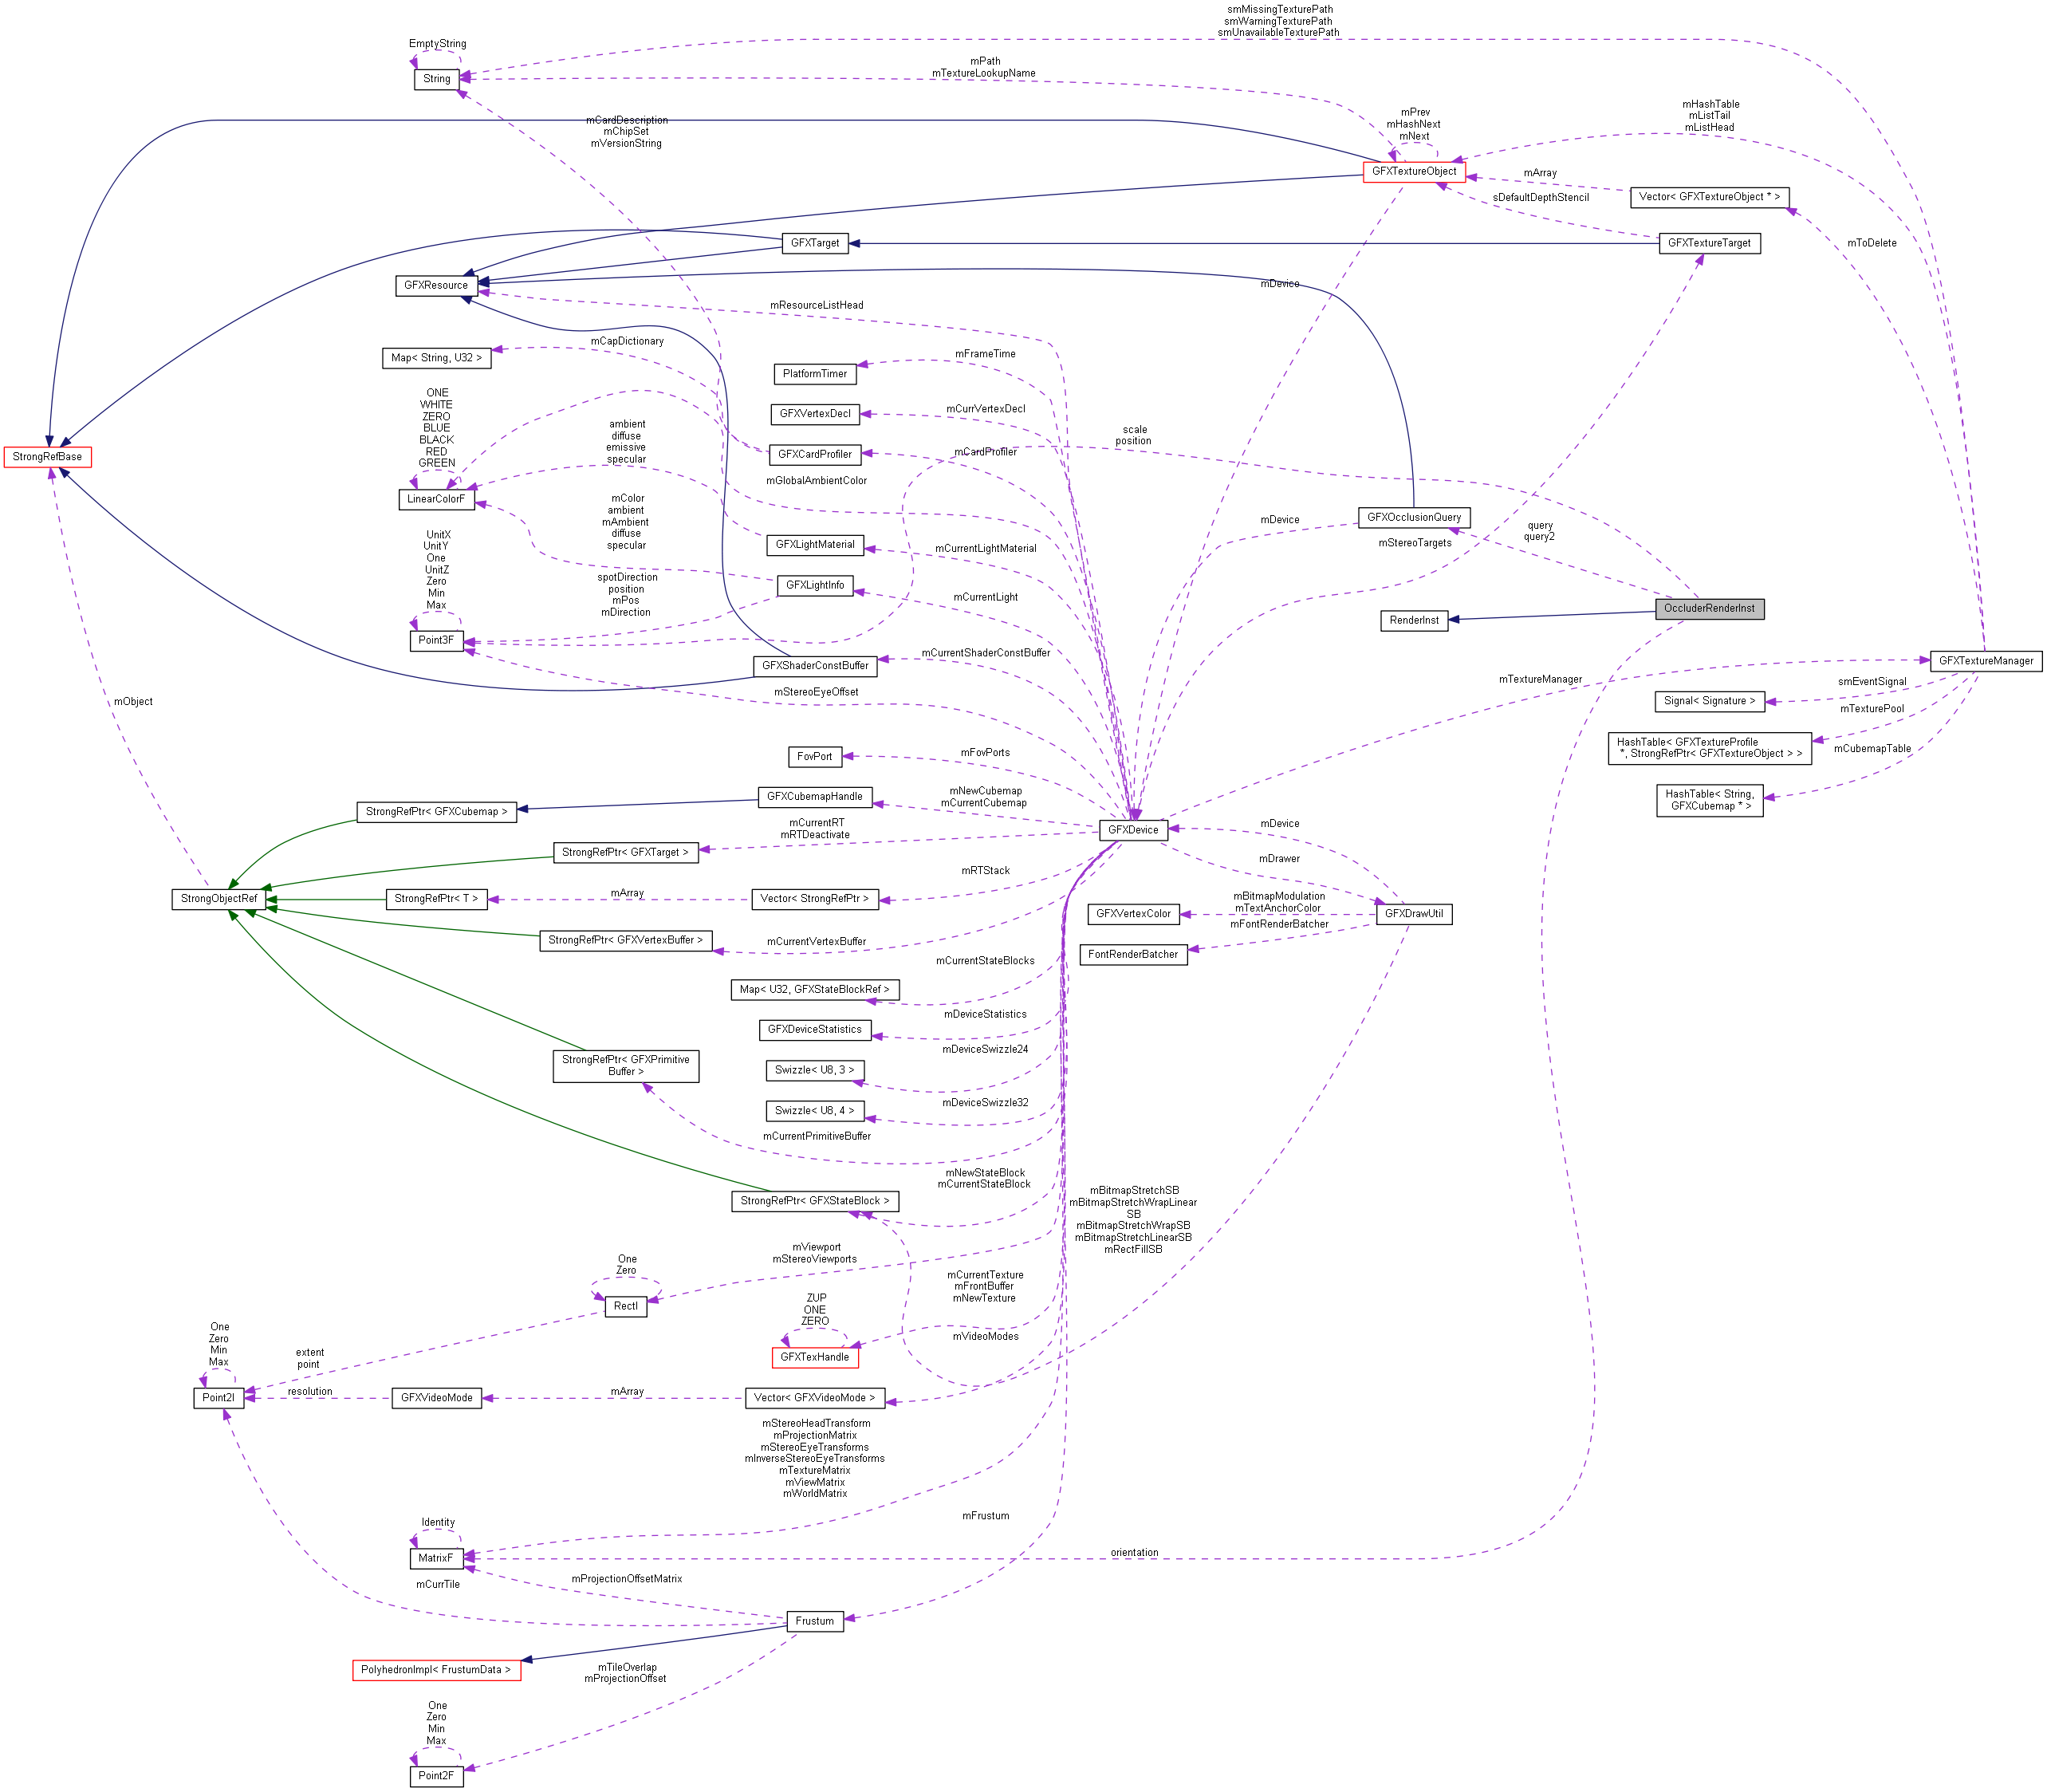 smMissingTexturePath
smWarningTexturePath
smUnavailableTexturePath
EmptyString
String
mPath
mTextureLookupName
mCardDescription
mChipSet
mVersionString
mPrev
mHashNext
mNext
mHashTable
mListTail
mListHead
GFXTextureObject
mArray
Vector< GFXTextureObject * >
sDefaultDepthStencil
mToDelete
GFXTarget
GFXTextureTarget
GFXResource
mDevice
mResourceListHead
mCapDictionary
Map< String, U32 >
mFrameTime
PlatformTimer
ONE
WHITE
ZERO
BLUE
BLACK
RED
GREEN
LinearColorF
GFXVertexDecl
mCurrVertexDecl
ambient
diffuse
emissive
specular
scale
position
StrongRefBase
GFXCardProfiler
mCardProfiler
mGlobalAmbientColor
mColor
ambient
mAmbient
diffuse
specular
GFXOcclusionQuery
mDevice
query
query2
mStereoTargets
GFXLightMaterial
mCurrentLightMaterial
UnitX
UnitY
One
UnitZ
Zero
Min
Max
Point3F
spotDirection
position
mPos
mDirection
GFXLightInfo
mCurrentLight
OccluderRenderInst
RenderInst
GFXShaderConstBuffer
mCurrentShaderConstBuffer
GFXTextureManager
mStereoEyeOffset
mObject
mTextureManager
smEventSignal
Signal< Signature >
mTexturePool
HashTable< GFXTextureProfile
*, StrongRefPtr< GFXTextureObject > >
mCubemapTable
HashTable< String,
GFXCubemap * >
FovPort
mFovPorts
GFXCubemapHandle
mNewCubemap
mCurrentCubemap
StrongRefPtr< GFXCubemap >
GFXDevice
mDevice
mCurrentRT
mRTDeactivate
StrongRefPtr< GFXTarget >
mDrawer
mRTStack
StrongObjectRef
StrongRefPtr< T >
mArray
Vector< StrongRefPtr >
GFXVertexColor
mBitmapModulation
mTextAnchorColor
mFontRenderBatcher
GFXDrawUtil
StrongRefPtr< GFXVertexBuffer >
mCurrentVertexBuffer
FontRenderBatcher
mCurrentStateBlocks
Map< U32, GFXStateBlockRef >
mDeviceStatistics
GFXDeviceStatistics
mDeviceSwizzle24
StrongRefPtr< GFXPrimitive
Buffer >
Swizzle< U8, 3 >
mDeviceSwizzle32
Swizzle< U8, 4 >
mCurrentPrimitiveBuffer
mNewStateBlock
mCurrentStateBlock
StrongRefPtr< GFXStateBlock >
mBitmapStretchSB
mBitmapStretchWrapLinear
SB
mBitmapStretchWrapSB
mBitmapStretchLinearSB
mRectFillSB
mViewport
mStereoViewports
One
Zero
RectI
mCurrentTexture
mFrontBuffer
mNewTexture
ZUP
ONE
ZERO
GFXTexHandle
mVideoModes
One
Zero
Min
Max
extent
point
Point2I
resolution
GFXVideoMode
mArray
Vector< GFXVideoMode >
mStereoHeadTransform
mProjectionMatrix
mStereoEyeTransforms
mInverseStereoEyeTransforms
mTextureMatrix
mViewMatrix
mWorldMatrix
mFrustum
Identity
MatrixF
orientation
mCurrTile
mProjectionOffsetMatrix
Frustum
PolyhedronImpl< FrustumData >
mTileOverlap
mProjectionOffset
One
Zero
Min
Max
Point2F